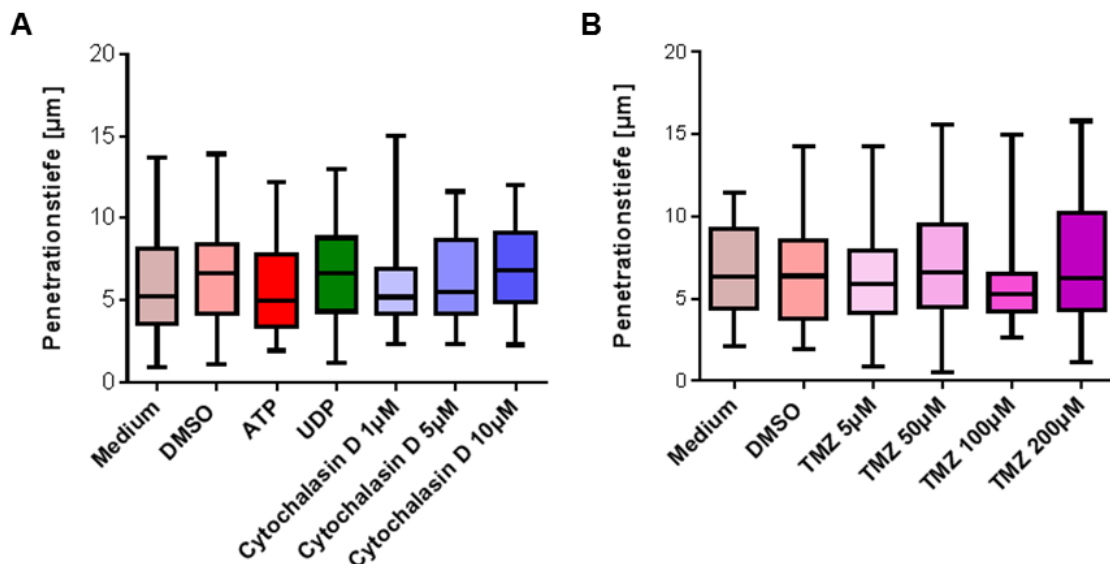 A
Penetrationstiefe [µm]
20
15
10
5
0
Medium
DMSO
ATP
UDP
Cytochalasin D 1µM
Cytochalasin D 5µM
Cytochalasin D 10µM
B
Penetrationstiefe [µm]
20
15
10
5
0
Medium
DMSO
TMZ 5µM
TMZ 50µM
TMZ 100µM
TMZ 200µM